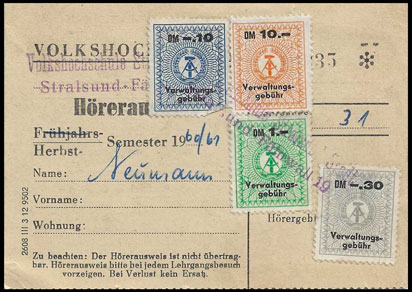 VOLKSHOC
Volkshochschule
Stralsund-
Hörerau
DM -.10
Verwaltungs-
gebühr
DM 10.-
Verwaltungs-
gebühr
35
31
Frühjahrs-
Herbst-
Semester 1960/61
DM 1.-
Verwaltungs-
gebühr
Name: Neumann
Vorname:
Wohnung:
Hörergeb
DM -.30
Verwaltungs-
gebühr
Zu beachten: Der Hörerausweis ist nicht übertrag-
bar. Hörerausweis bitte bei jedem Lehrgangsbesuch
vorzeigen. Bei Verlust kein Ersatz.
2608 III 3 12 9502